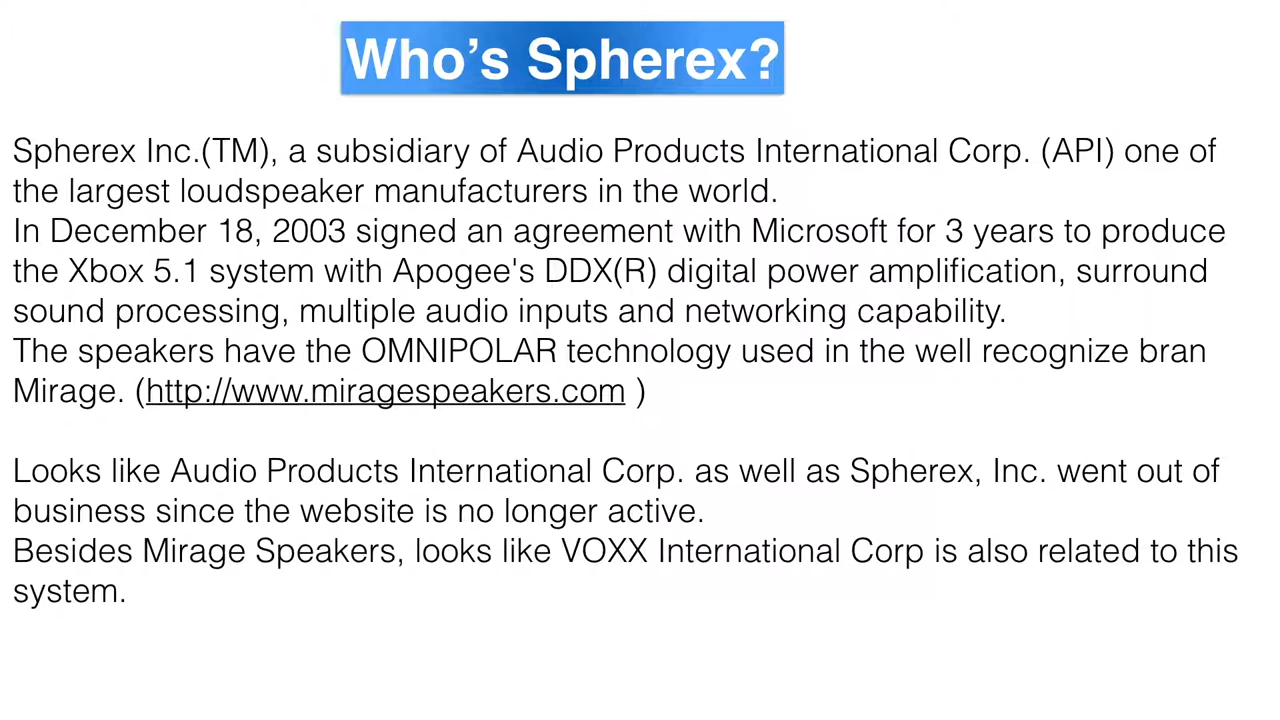 Who’s Spherex?
Spherex Inc.(TM), a subsidiary of Audio Products International Corp. (API) one of
the largest loudspeaker manufacturers in the world.
In December 18, 2003 signed an agreement with Microsoft for 3 years to produce
the Xbox 5.1 system with Apogee's DDX(R) digital power amplification, surround
sound processing, multiple audio inputs and networking capability.
The speakers have the OMNIPOLAR technology used in the well recognize bran
Mirage. (http://www.miragespeakers.com )
Looks like Audio Products International Corp. as well as Spherex, Inc. went out of
business since the website is no longer active.
Besides Mirage Speakers, looks like VOXX International Corp is also related to this
system.